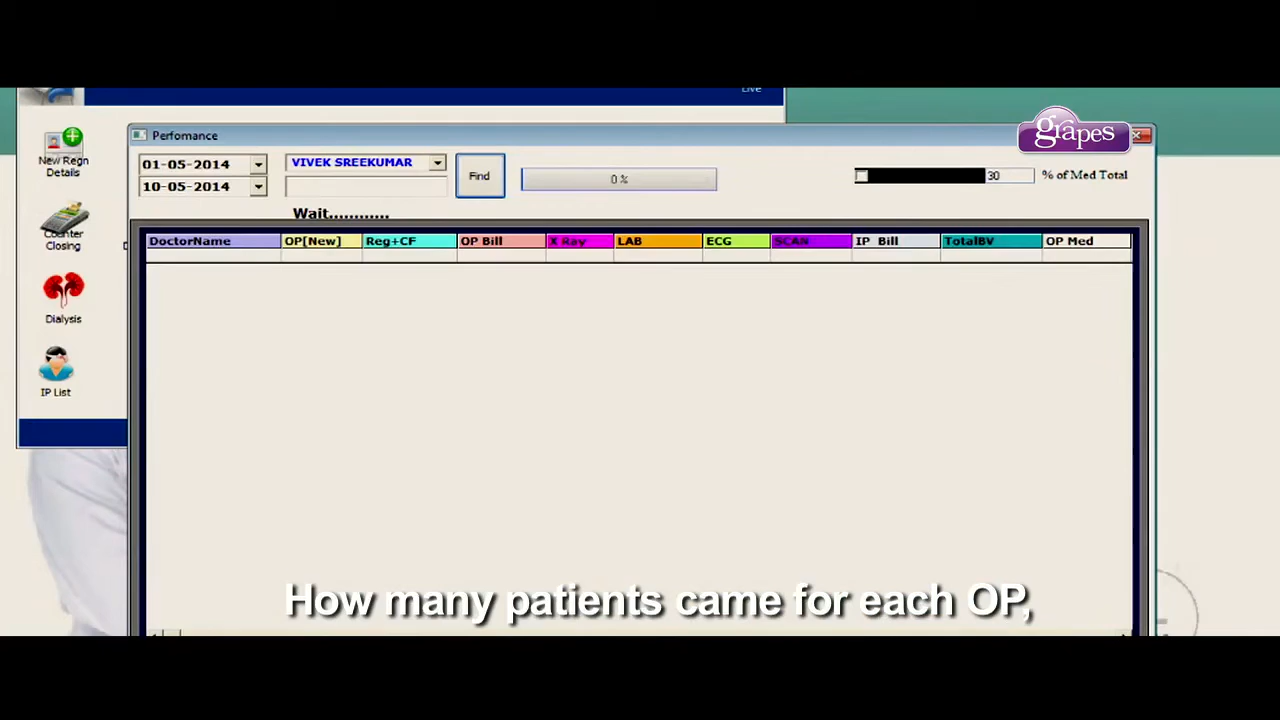 Live
grapes
Perfomance
New Regn
Details
01-05-2014
VIVEK SREEKUMAR
Find
0 %
30
% of Med Total
10-05-2014
Wait............
Counter
Closing
DoctorName OP[New] Reg+CF OP Bill X Ray LAB ECG SCAN IP Bill TotalBV OP Med
Dialysis
IP List
How many patients came for each OP,